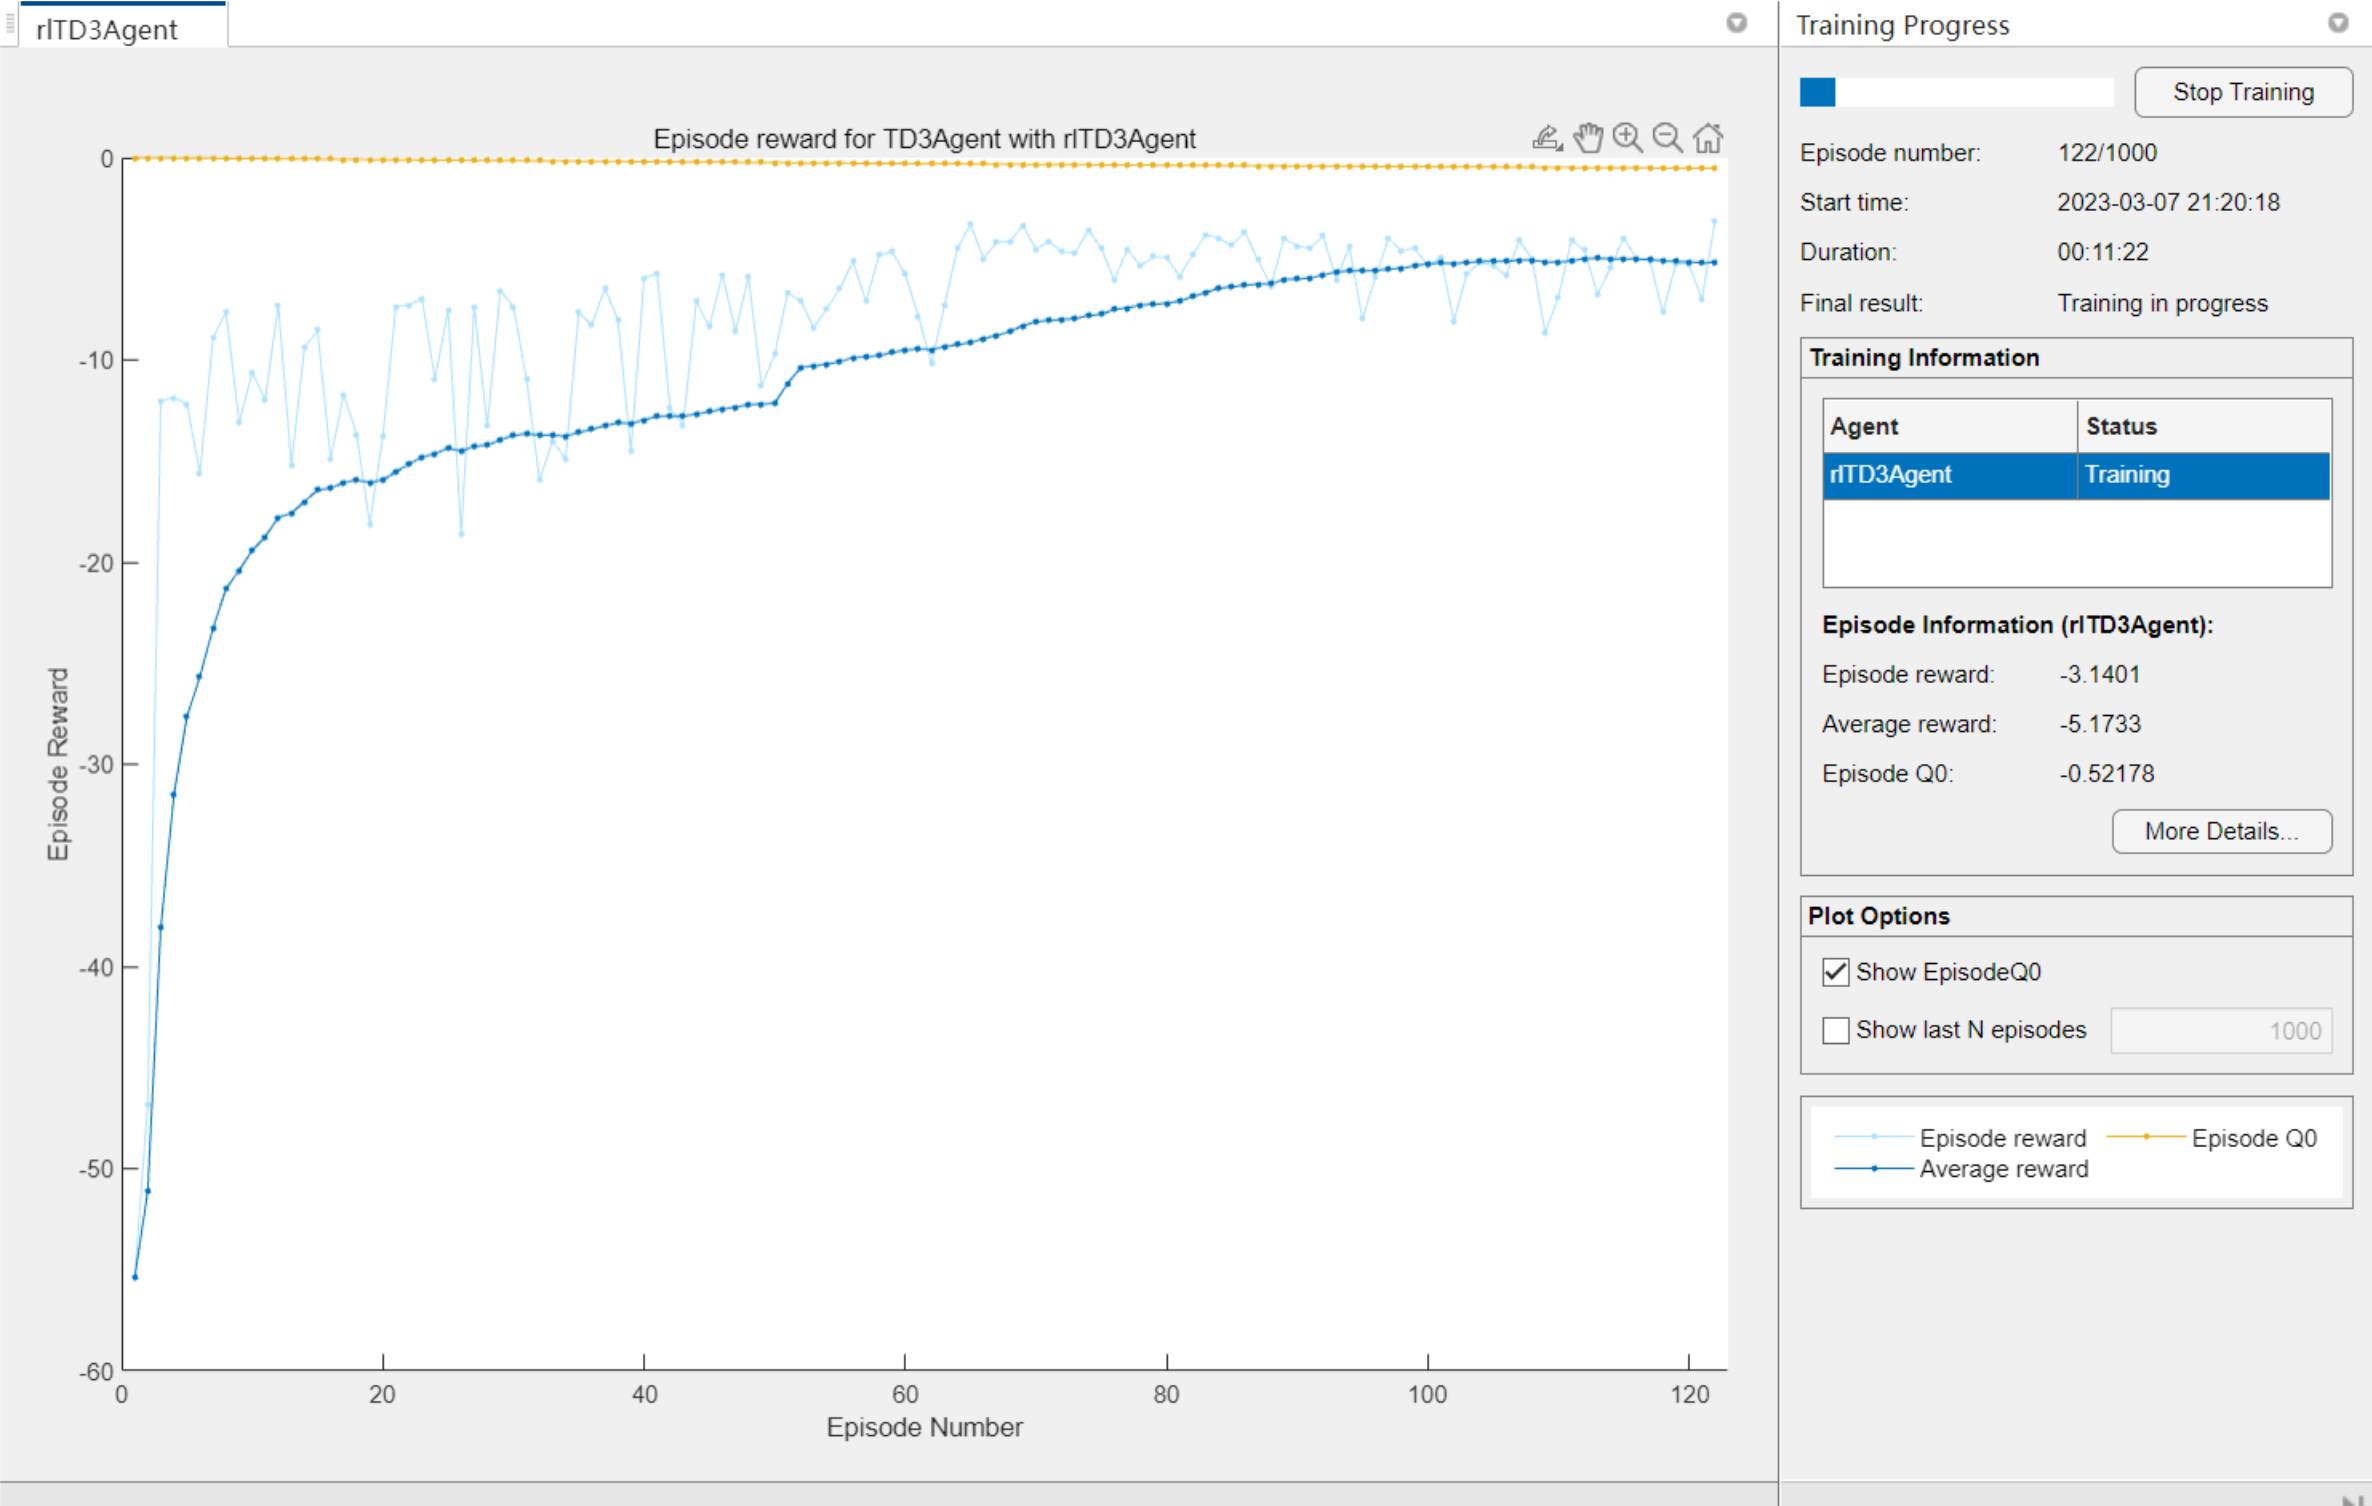 rlTD3Agent
Episode reward for TD3Agent with rlTD3Agent
0
-10
-20
-30
-40
-50
-60
Episode Reward
0 20 40 60 80 100 120
Episode Number
Training Progress
Stop Training
Episode number: 122/1000
Start time: 2023-03-07 21:20:18
Duration: 00:11:22
Final result: Training in progress
Training Information
Agent Status
rlTD3Agent Training
Episode Information (rlTD3Agent):
Episode reward: -3.1401
Average reward: -5.1733
Episode Q0: -0.52178
More Details...
Plot Options
Show EpisodeQ0
Show last N episodes 1000
Episode reward Episode Q0
Average reward